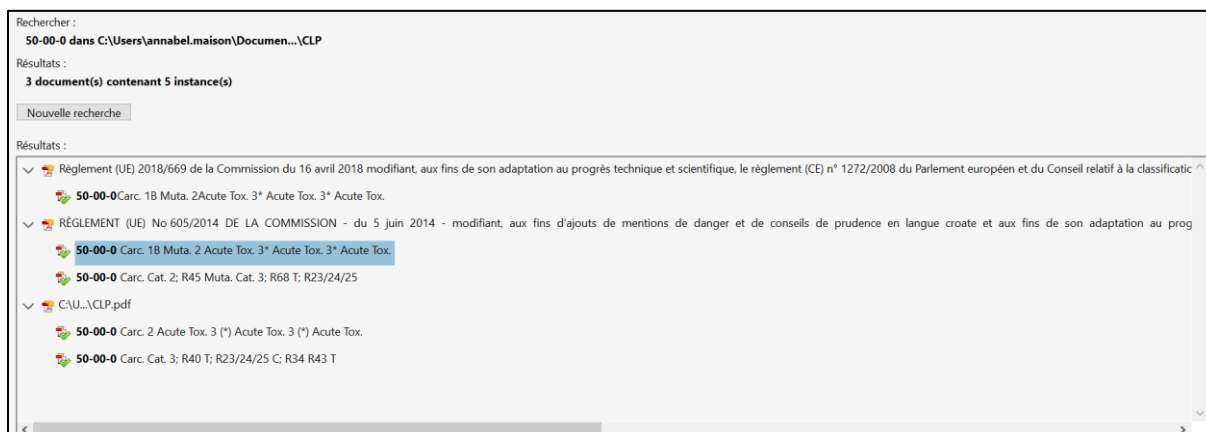 Rechercher :
50-00-0 dans C:\Users\annabel.maison\Documen...\CLP
Résultats :
3 document(s) contenant 5 instance(s)
Nouvelle recherche
Résultats :
Règlement (UE) 2018/669 de la Commission du 16 avril 2018 modifiant, aux fins de son adaptation au progrès technique et scientifique, le règlement (CE) n° 1272/2008 du Parlement européen et du Conseil relatif à la classificatic
50-00-0Carc. 1B Muta. 2Acute Tox. 3* Acute Tox. 3* Acute Tox.
RÈGLEMENT (UE) No 605/2014 DE LA COMMISSION - du 5 juin 2014 - modifiant, aux fins d'ajouts de mentions de danger et de conseils de prudence en langue croate et aux fins de son adaptation au prog
50-00-0 Carc. 1B Muta. 2 Acute Tox. 3* Acute Tox. 3* Acute Tox.
50-00-0 Carc. Cat. 2; R45 Muta. Cat. 3; R68 T; R23/24/25
C:\U...\CLP.pdf
50-00-0 Carc. 2 Acute Tox. 3 (*) Acute Tox. 3 (*) Acute Tox.
50-00-0 Carc. Cat. 3; R40 T; R23/24/25 C; R34 R43 T